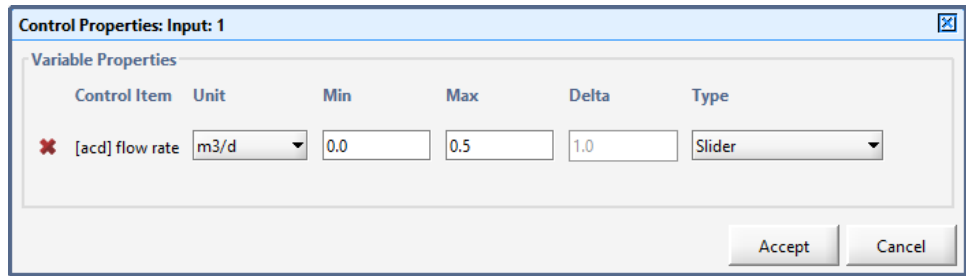 Control Properties: Input: 1
Variable Properties
Control Item Unit Min Max Delta Type
[acd] flow rate m3/d 0.0 0.5 1.0 Slider
Accept Cancel